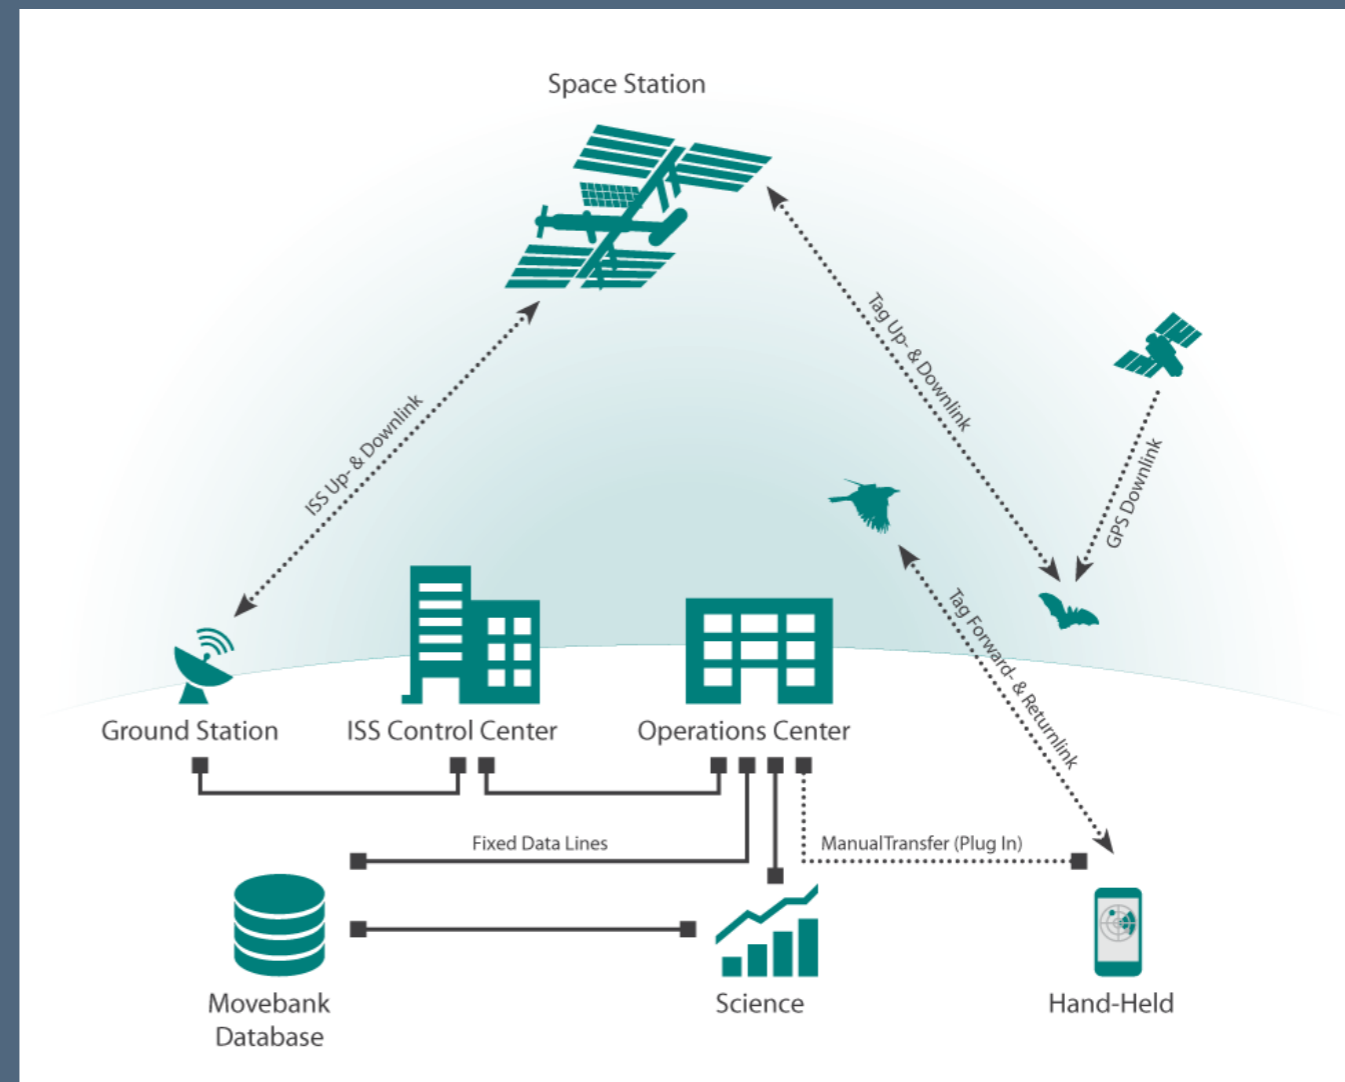 Space Station
Tag Up- & Downlink
ISS Up- & Downlink
GPS Downlink
Tag Forward- & Returnlink
Ground Station
ISS Control Center
Operations Center
Fixed Data Lines
ManualTransfer (Plug In)
Movebank
Database
Science
Hand-Held